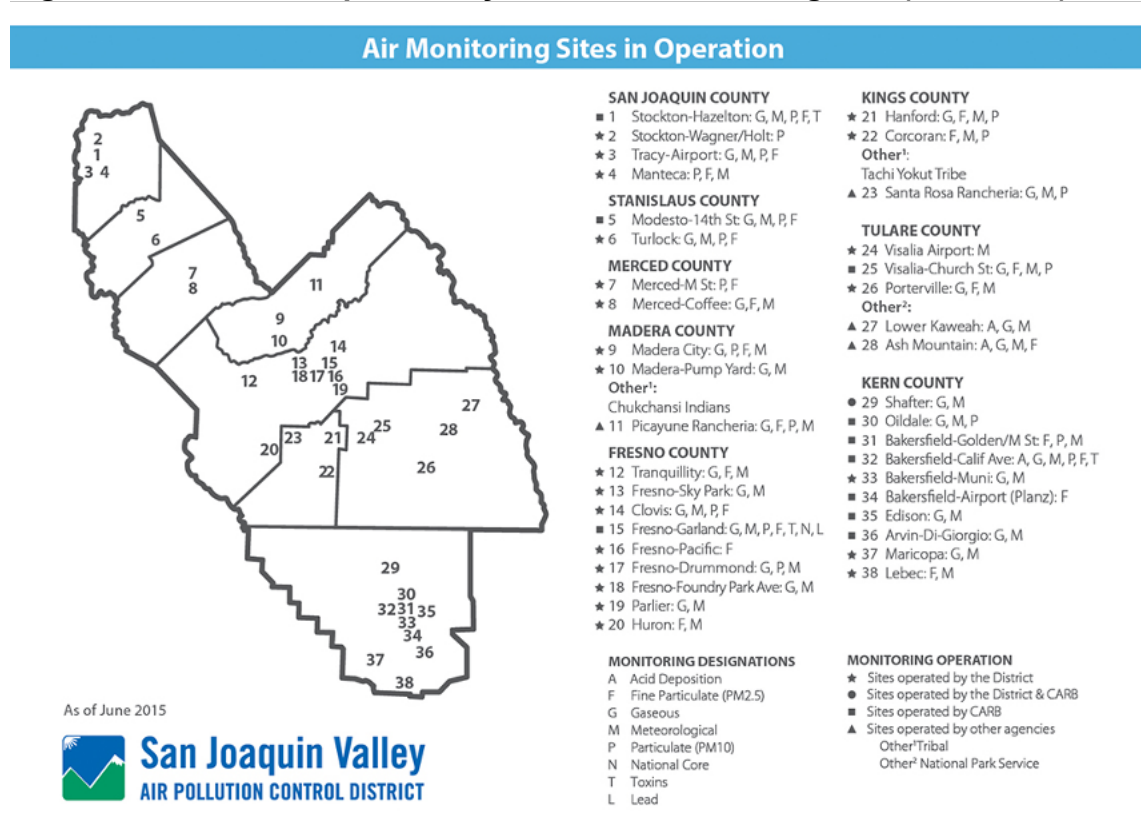 Air Monitoring Sites in Operation
2
1
3 4
5
6
7
8
11
9
10
14
13 15
12 18 17 16
19
27
25
28
23 21 24
20
22
26
29
30
32 31 35
33
34
36
37
38
As of June 2015
San Joaquin Valley
AIR POLLUTION CONTROL DISTRICT
SAN JOAQUIN COUNTY
■ 1 Stockton-Hazelton: G, M, P, F, T
★ 2 Stockton-Wagner/Holt: P
★ 3 Tracy-Airport: G, M, P, F
★ 4 Manteca: P, F, M
STANISLAUS COUNTY
■ 5 Modesto-14th St: G, M, P, F
★ 6 Turlock: G, M, P, F
MERCED COUNTY
★ 7 Merced-M St: P, F
★ 8 Merced-Coffee: G,F, M
MADERA COUNTY
★ 9 Madera City: G, P, F, M
★ 10 Madera-Pump Yard: G, M
Other¹:
Chukchansi Indians
▲ 11 Picayune Rancheria: G, F, P, M
FRESNO COUNTY
★ 12 Tranquillity: G, F, M
★ 13 Fresno-Sky Park: G, M
★ 14 Clovis: G, M, P, F
■ 15 Fresno-Garland: G, M, P, F, T, N, L
★ 16 Fresno-Pacific: F
★ 17 Fresno-Drummond: G, P, M
★ 18 Fresno-Foundry Park Ave: G, M
★ 19 Parlier: G, M
★ 20 Huron: F, M
KINGS COUNTY
★ 21 Hanford: G, F, M, P
★ 22 Corcoran: F, M, P
Other¹:
Tachi Yokut Tribe
▲ 23 Santa Rosa Rancheria: G, M, P
TULARE COUNTY
★ 24 Visalia Airport: M
■ 25 Visalia-Church St: G, F, M, P
★ 26 Porterville: G, F, M
Other²:
▲ 27 Lower Kaweah: A, G, M
▲ 28 Ash Mountain: A, G, M, F
KERN COUNTY
● 29 Shafter: G, M
■ 30 Oildale: G, M, P
■ 31 Bakersfield-Golden/M St: F, P, M
■ 32 Bakersfield-Calif Ave: A, G, M, P, F, T
★ 33 Bakersfield-Muni: G, M
■ 34 Bakersfield-Airport (Planz): F
■ 35 Edison: G, M
■ 36 Arvin-Di-Giorgio: G, M
★ 37 Maricopa: G, M
★ 38 Lebec: F, M
MONITORING DESIGNATIONS
A Acid Deposition
F Fine Particulate (PM2.5)
G Gaseous
M Meteorological
P Particulate (PM10)
N National Core
T Toxins
L Lead
MONITORING OPERATION
★ Sites operated by the District
● Sites operated by the District & CARB
■ Sites operated by CARB
▲ Sites operated by other agencies
Other¹Tribal
Other² National Park Service